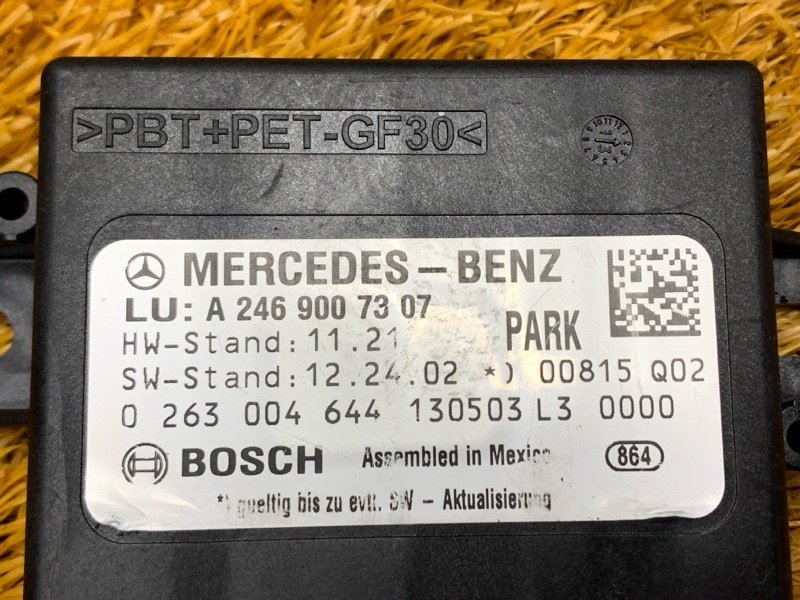 >PBT+PET-GF30<
MERCEDES-BENZ
LU: A 246 900 73 07
HW-Stand: 11.21
PARK
SW-Stand: 12.24.02 *) 00815 Q02
0 263 004 644 130503 L3 0000
BOSCH Assembled in Mexico 864
*) gueltig bis zu evtl. SW - Aktualisierung